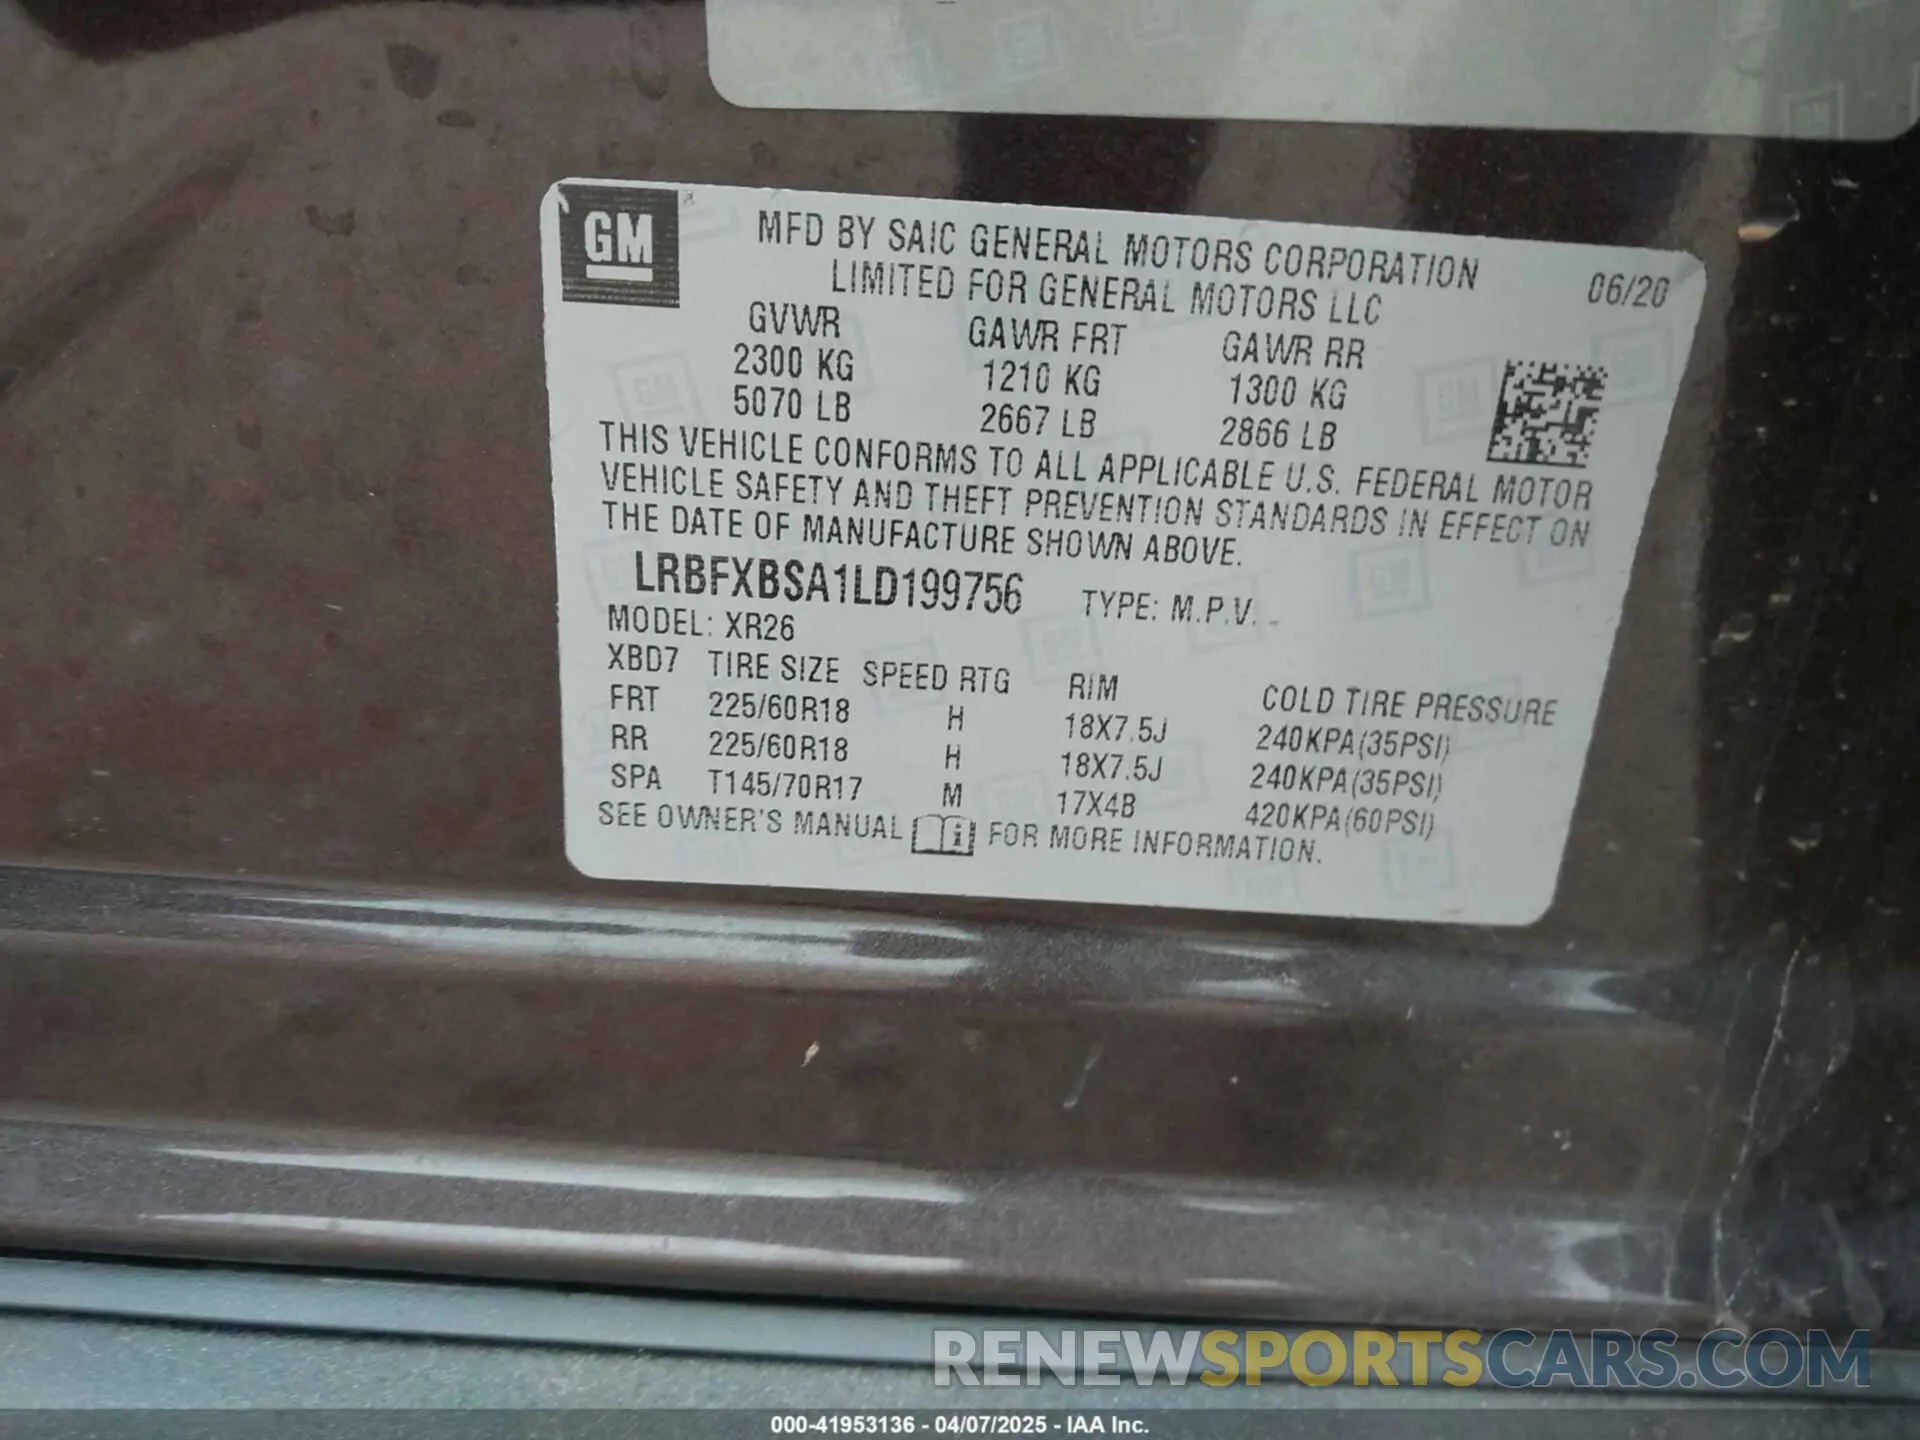 GM
MFD BY SAIC GENERAL MOTORS CORPORATION
LIMITED FOR GENERAL MOTORS LLC
06/20
GVWR GAWR FRT GAWR RR
2300 KG 1210 KG 1300 KG
5070 LB 2667 LB 2866 LB
THIS VEHICLE CONFORMS TO ALL APPLICABLE U.S. FEDERAL MOTOR
VEHICLE SAFETY AND THEFT PREVENTION STANDARDS IN EFFECT ON
THE DATE OF MANUFACTURE SHOWN ABOVE.
LRBFXBSA1LD199756 TYPE: M.P.V.
MODEL: XR26
XBD7 TIRE SIZE SPEED RTG RIM COLD TIRE PRESSURE
FRT 225/60R18 H 18X7.5J 240KPA(35PSI)
RR 225/60R18 H 18X7.5J 240KPA(35PSI)
SPA T145/70R17 M 17X4B 420KPA(60PSI)
SEE OWNER'S MANUAL FOR MORE INFORMATION.
RENEWSPORTSCARS.COM
000-41953136 - 04/07/2025 - IAA Inc.